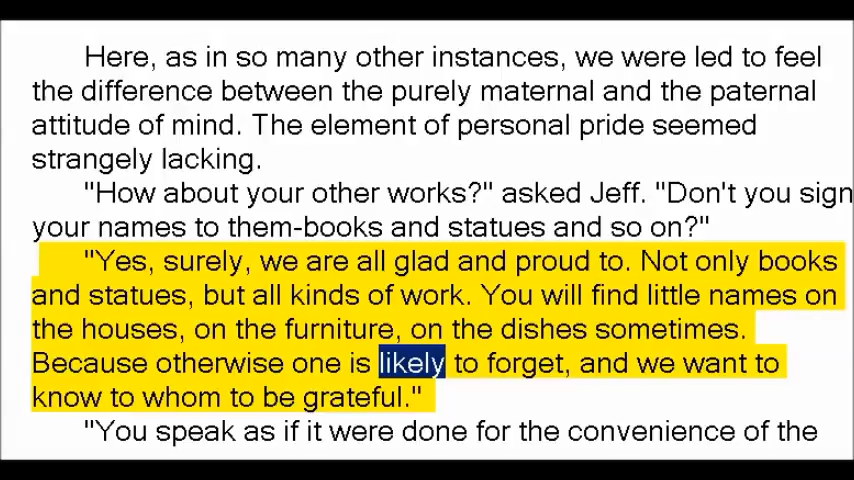 Here, as in so many other instances, we were led to feel
the difference between the purely maternal and the paternal
attitude of mind. The element of personal pride seemed
strangely lacking.
"How about your other works?" asked Jeff. "Don't you sign
your names to them-books and statues and so on?"
"Yes, surely, we are all glad and proud to. Not only books
and statues, but all kinds of work. You will find little names on
the houses, on the furniture, on the dishes sometimes.
Because otherwise one is likely to forget, and we want to
know to whom to be grateful."
"You speak as if it were done for the convenience of the